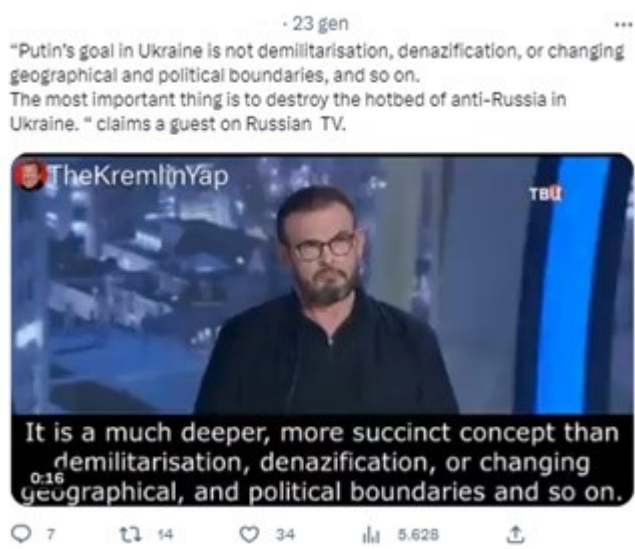 · 23 gen
“Putin's goal in Ukraine is not demilitarisation, denazification, or changing
geographical and political boundaries, and so on.
The most important thing is to destroy the hotbed of anti-Russia in
Ukraine. “ claims a guest on Russian TV.
TheKremlinYap
ТВЦ
It is a much deeper, more succinct concept than
demilitarisation, denazification, or changing
0:16
geographical, and political boundaries and so on.
7 14 34 5.628